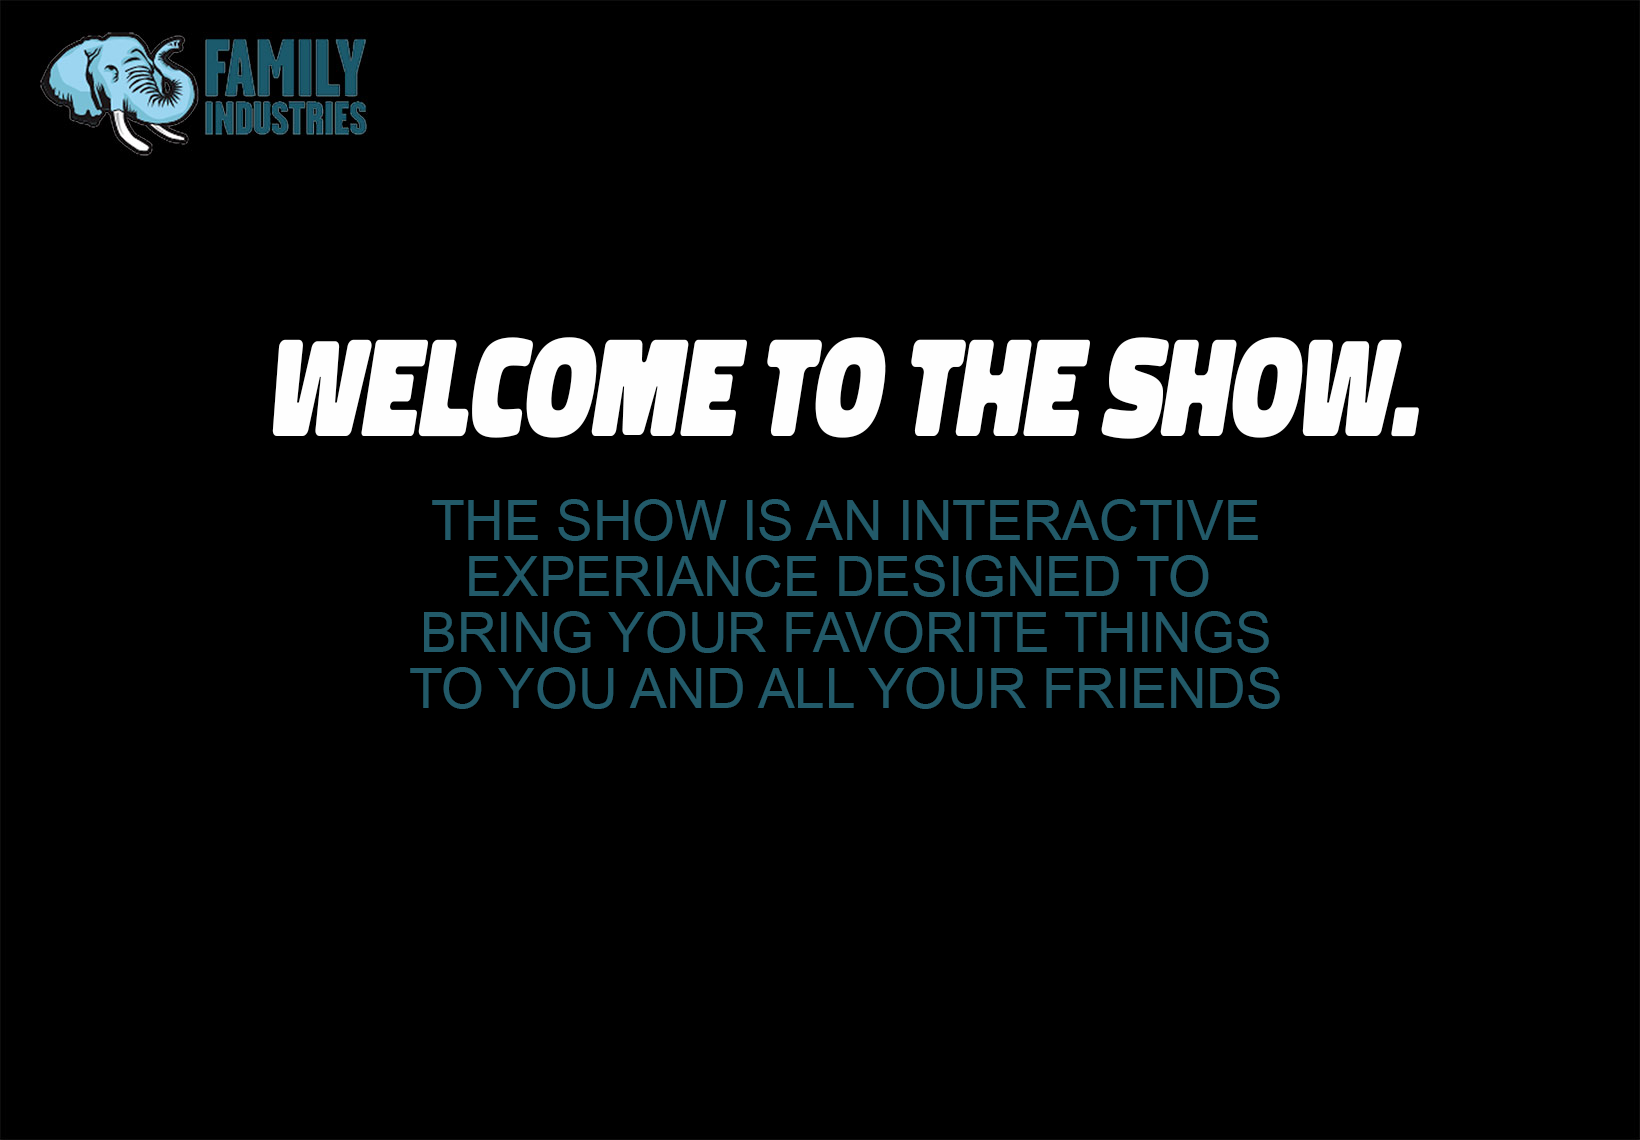 FAMILY
INDUSTRIES
WELCOME TO THE SHOW.
THE SHOW IS AN INTERACTIVE
EXPERIANCE DESIGNED TO
BRING YOUR FAVORITE THINGS
TO YOU AND ALL YOUR FRIENDS